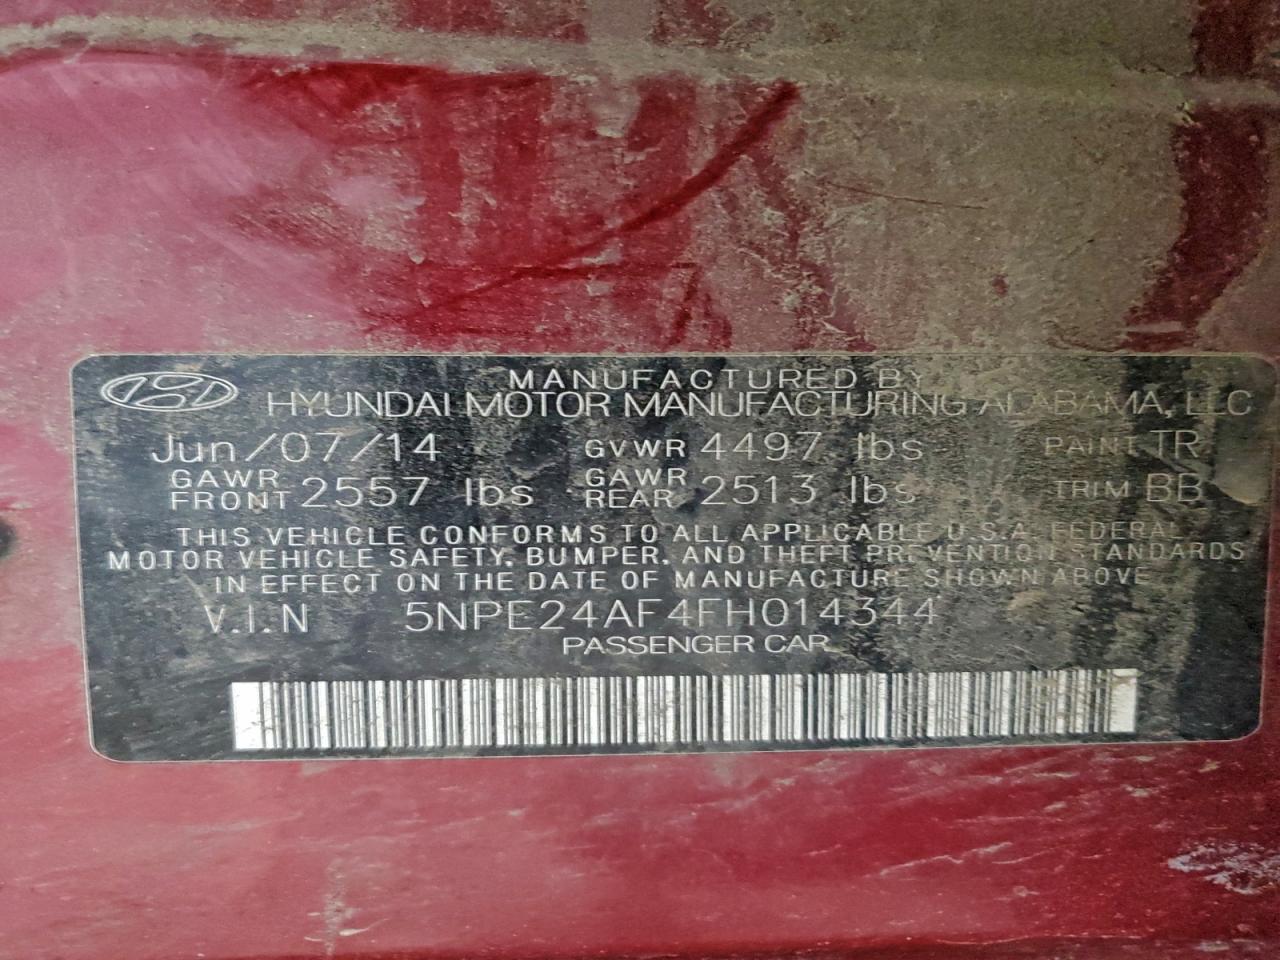 MANUFACTURED BY
HYUNDAI MOTOR MANUFACTURING ALABAMA, LLC
Jun/07/14 GVWR 4497 lbs PAINT TR
GAWR FRONT 2557 lbs GAWR REAR 2513 lbs TRIM BB
THIS VEHICLE CONFORMS TO ALL APPLICABLE U.S.A. FEDERAL
MOTOR VEHICLE SAFETY, BUMPER, AND THEFT PREVENTION STANDARDS
IN EFFECT ON THE DATE OF MANUFACTURE SHOWN ABOVE
V.I.N 5NPE24AF4FH014344
PASSENGER CAR